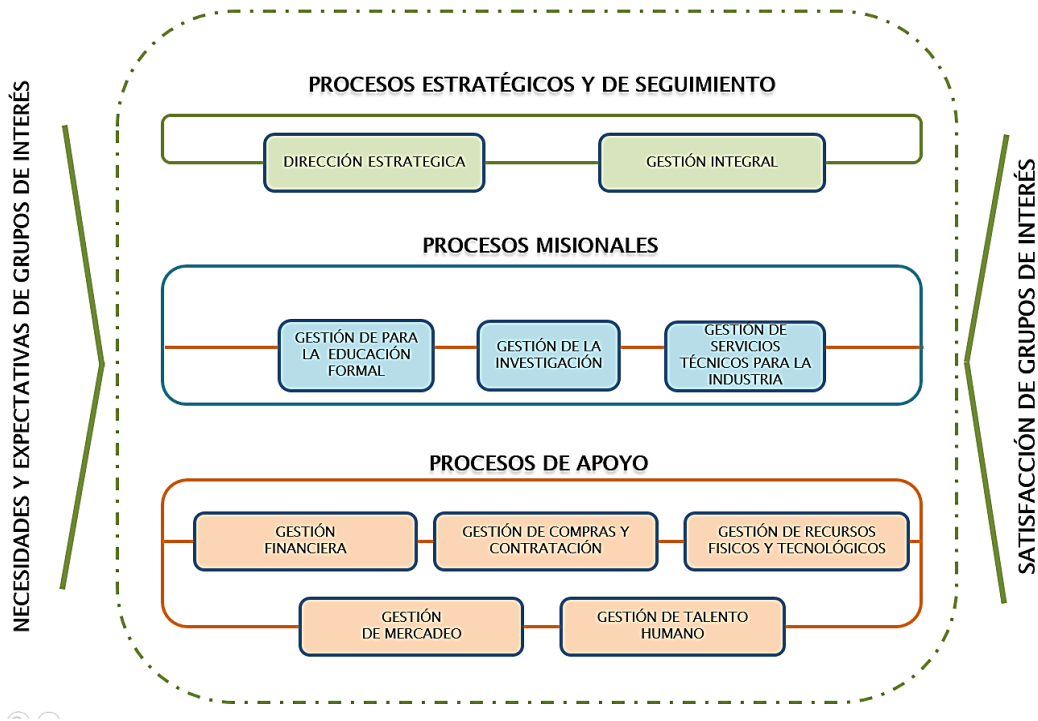 NECESIDADES Y EXPECTATIVAS DE GRUPOS DE INTERÉS
PROCESOS ESTRATÉGICOS Y DE SEGUIMIENTO
DIRECCIÓN ESTRATEGICA
GESTIÓN INTEGRAL
PROCESOS MISIONALES
GESTIÓN DE PARA
LA EDUCACIÓN
FORMAL
GESTIÓN DE LA
INVESTIGACIÓN
GESTIÓN DE
SERVICIOS
TÉCNICOS PARA LA
INDUSTRIA
PROCESOS DE APOYO
GESTIÓN
FINANCIERA
GESTIÓN DE COMPRAS Y
CONTRATACIÓN
GESTIÓN DE RECURSOS
FISICOS Y TECNOLÓGICOS
GESTIÓN
DE MERCADEO
GESTIÓN DE TALENTO
HUMANO
SATISFACCIÓN DE GRUPOS DE INTERÉS